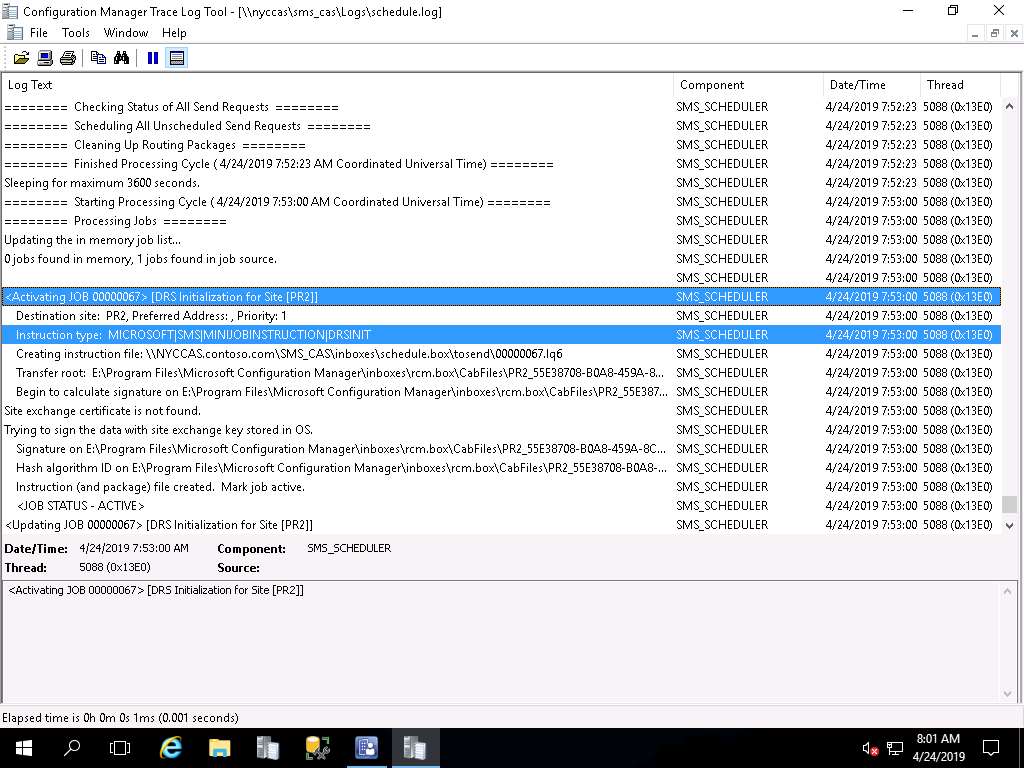 Configuration Manager Trace Log Tool - [\\nyccas\sms_cas\Logs\schedule.log]
File Tools Window Help
Log Text Component Date/Time Thread
======== Checking Status of All Send Requests ======== SMS_SCHEDULER 4/24/2019 7:52:23 5088 (0x13E0)
======== Scheduling All Unscheduled Send Requests ======== SMS_SCHEDULER 4/24/2019 7:52:23 5088 (0x13E0)
======== Cleaning Up Routing Packages ======== SMS_SCHEDULER 4/24/2019 7:52:23 5088 (0x13E0)
======== Finished Processing Cycle ( 4/24/2019 7:52:23 AM Coordinated Universal Time) ======== SMS_SCHEDULER 4/24/2019 7:52:23 5088 (0x13E0)
Sleeping for maximum 3600 seconds. SMS_SCHEDULER 4/24/2019 7:52:23 5088 (0x13E0)
======== Starting Processing Cycle ( 4/24/2019 7:53:00 AM Coordinated Universal Time) ======== SMS_SCHEDULER 4/24/2019 7:53:00 5088 (0x13E0)
======== Processing Jobs ======== SMS_SCHEDULER 4/24/2019 7:53:00 5088 (0x13E0)
Updating the in memory job list... SMS_SCHEDULER 4/24/2019 7:53:00 5088 (0x13E0)
0 jobs found in memory, 1 jobs found in job source. SMS_SCHEDULER 4/24/2019 7:53:00 5088 (0x13E0)
SMS_SCHEDULER 4/24/2019 7:53:00 5088 (0x13E0)
<Activating JOB 00000067> [DRS Initialization for Site [PR2]] SMS_SCHEDULER 4/24/2019 7:53:00 5088 (0x13E0)
Destination site: PR2, Preferred Address: , Priority: 1 SMS_SCHEDULER 4/24/2019 7:53:00 5088 (0x13E0)
Instruction type: MICROSOFT|SMS|MINIJOBINSTRUCTION|DRSINIT SMS_SCHEDULER 4/24/2019 7:53:00 5088 (0x13E0)
Creating instruction file: \\NYCCAS.contoso.com\SMS_CAS\inboxes\schedule.box\tosend\00000067.Iq6 SMS_SCHEDULER 4/24/2019 7:53:00 5088 (0x13E0)
Transfer root: E:\Program Files\Microsoft Configuration Manager\inboxes\rcm.box\CabFiles\PR2_55E38708-B0A8-459A-8... SMS_SCHEDULER 4/24/2019 7:53:00 5088 (0x13E0)
Begin to calculate signature on E:\Program Files\Microsoft Configuration Manager\inboxes\rcm.box\CabFiles\PR2_55E387... SMS_SCHEDULER 4/24/2019 7:53:00 5088 (0x13E0)
Site exchange certificate is not found. SMS_SCHEDULER 4/24/2019 7:53:00 5088 (0x13E0)
Trying to sign the data with site exchange key stored in OS. SMS_SCHEDULER 4/24/2019 7:53:00 5088 (0x13E0)
Signature on E:\Program Files\Microsoft Configuration Manager\inboxes\rcm.box\CabFiles\PR2_55E38708-B0A8-459A-8C... SMS_SCHEDULER 4/24/2019 7:53:00 5088 (0x13E0)
Hash algorithm ID on E:\Program Files\Microsoft Configuration Manager\inboxes\rcm.box\CabFiles\PR2_55E38708-B0A8-... SMS_SCHEDULER 4/24/2019 7:53:00 5088 (0x13E0)
Instruction (and package) file created. Mark job active. SMS_SCHEDULER 4/24/2019 7:53:00 5088 (0x13E0)
<JOB STATUS - ACTIVE> SMS_SCHEDULER 4/24/2019 7:53:00 5088 (0x13E0)
<Updating JOB 00000067> [DRS Initialization for Site [PR2]] SMS_SCHEDULER 4/24/2019 7:53:00 5088 (0x13E0)
Date/Time: 4/24/2019 7:53:00 AM Component: SMS_SCHEDULER
Thread: 5088 (0x13E0) Source:
<Activating JOB 00000067> [DRS Initialization for Site [PR2]]
Elapsed time is 0h 0m 0s 1ms (0.001 seconds)
8:01 AM
4/24/2019